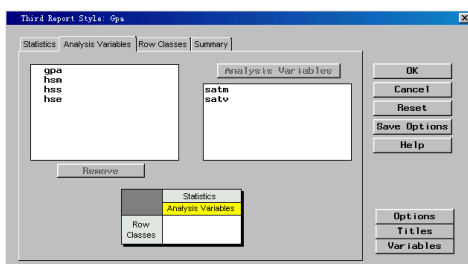 Third Report Style: Gpa
Statistics
Analysis Variables
Row Classes
Summary
gpa
hsm
hss
hse
Remove
Analysis Variables
satm
satv
OK
Cancel
Reset
Save Options
Help
Statistics
Analysis Variables
Row
Classes
Options
Titles
Variables